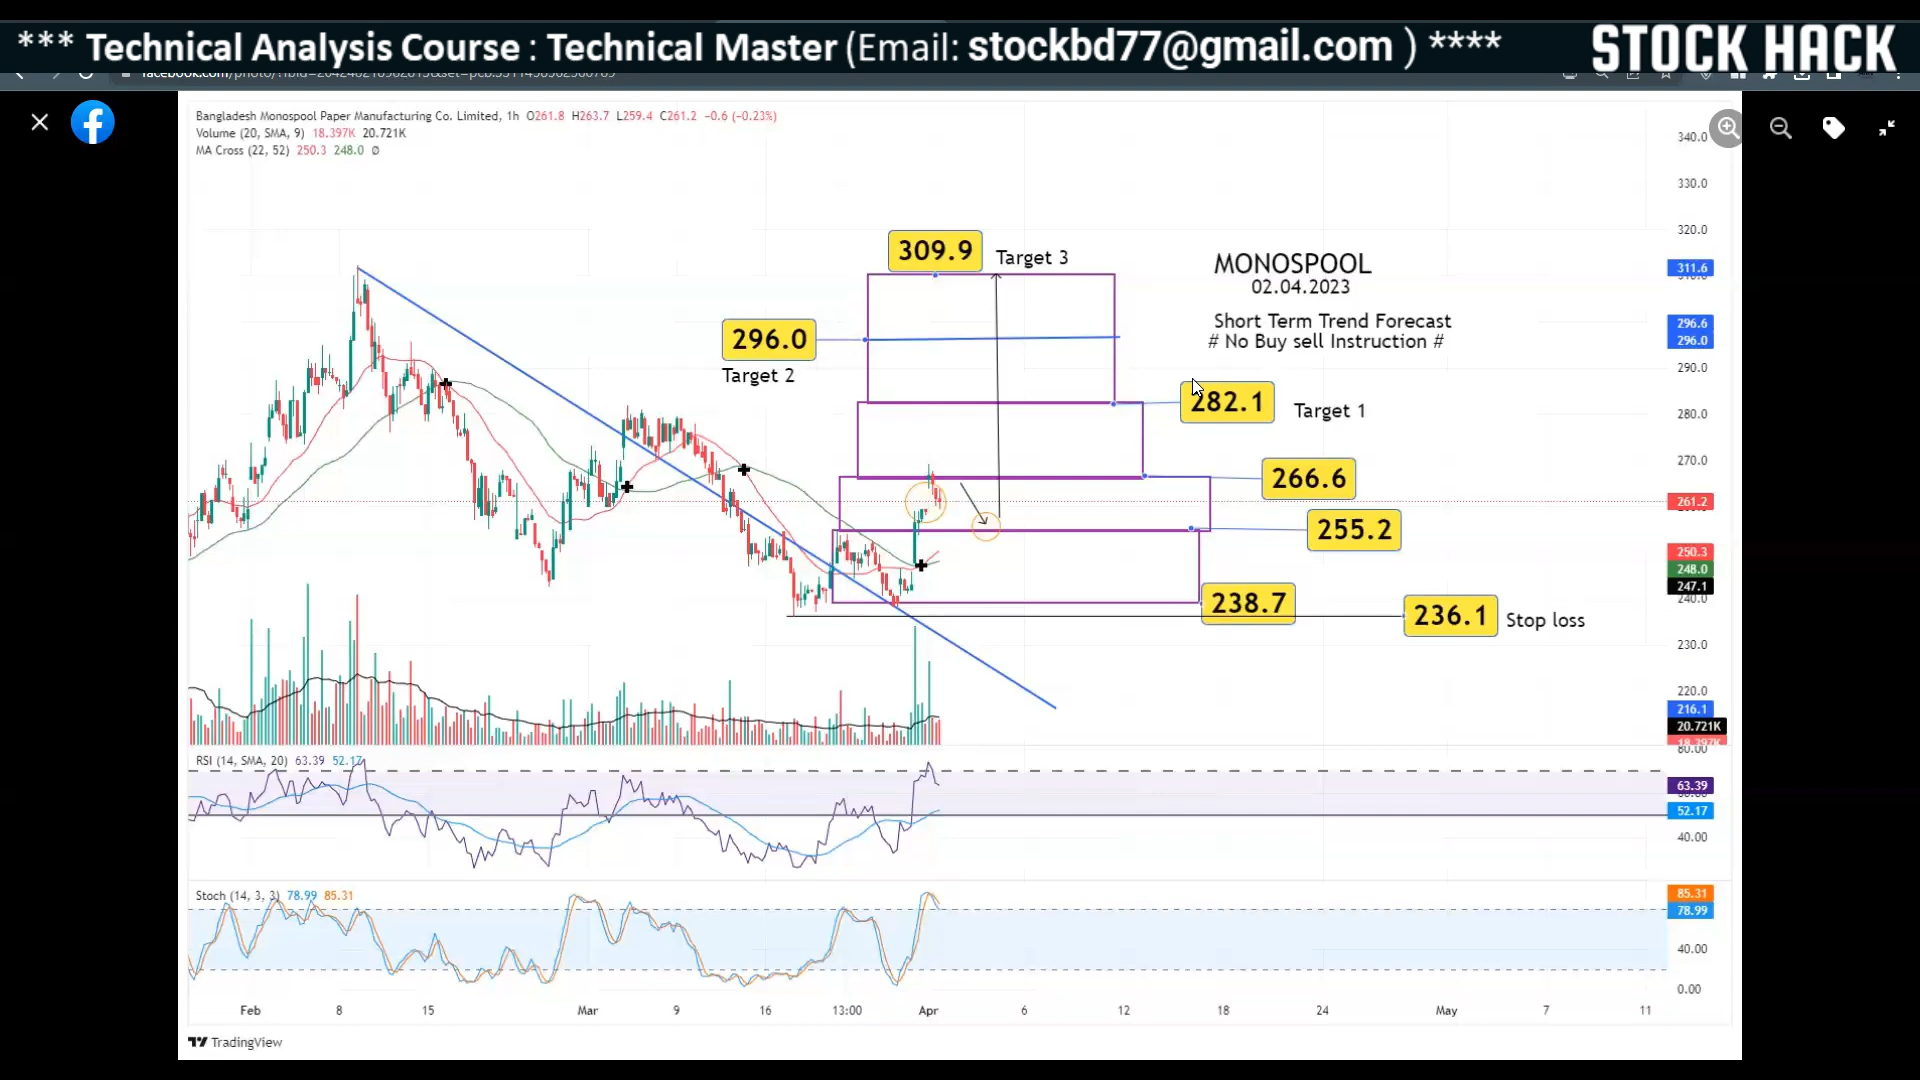 *** Technical Analysis Course : Technical Master (Email: stockbd77@gmail.com ) ****
STOCK HACK
Bangladesh Monospool Paper Manufacturing Co. Limited, 1h O261.8 H263.7 L259.4 C261.2 −0.6 (−0.23%)
Volume (20, SMA, 9) 18.397K 20.721K
MA Cross (22, 52) 250.3 248.0 Ø
340.0
330.0
320.0
311.6
296.6
296.0
290.0
280.0
270.0
261.2
250.3
248.0
247.1
240.0
230.0
220.0
216.1
20.721K
18.397K
80.00
309.9
Target 3
MONOSPOOL
02.04.2023
Short Term Trend Forecast
# No Buy sell Instruction #
296.0
Target 2
282.1
Target 1
266.6
255.2
238.7
236.1
Stop loss
RSI (14, SMA, 20) 63.39 52.17
63.39
52.17
40.00
Stoch (14, 3, 3) 78.99 85.31
85.31
78.99
40.00
0.00
Feb 8 15 Mar 9 16 13:00 Apr 6 12 18 24 May 7 11
TradingView